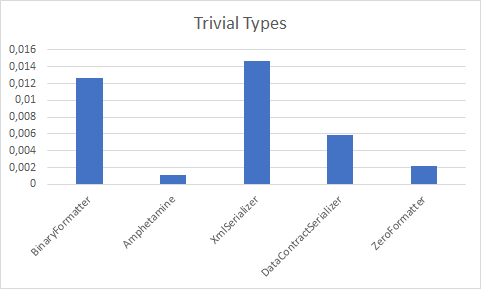 Trivial Types
0,016
0,014
0,012
0,01
0,008
0,006
0,004
0,002
0
BinaryFormatter
Amphetamine
XmlSerializer
DataContractSerializer
ZeroFormatter